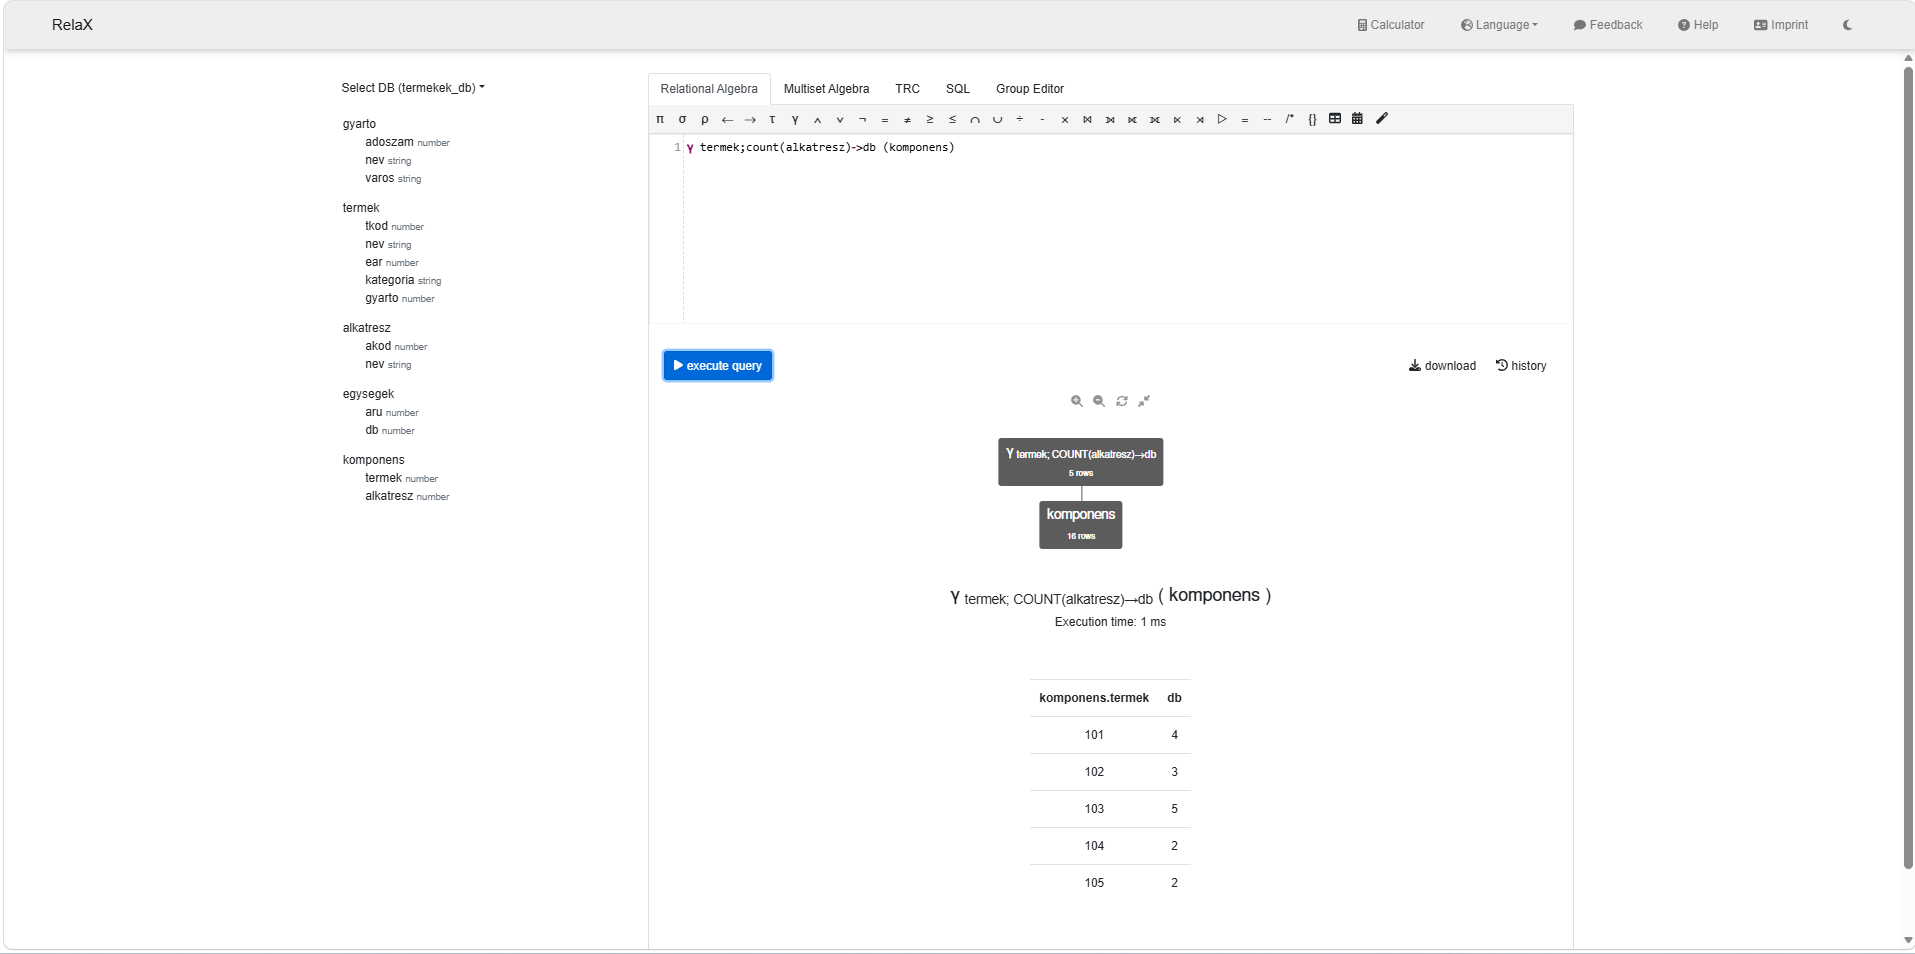 RelaX
Calculator
Language
Feedback
Help
Imprint
Select DB (termekek_db)
gyarto
adoszam number
nev string
varos string
termek
tkod number
nev string
ear number
kategoria string
gyarto number
alkatresz
akod number
nev string
egysegek
aru number
db number
komponens
termek number
alkatresz number
Relational Algebra Multiset Algebra TRC SQL Group Editor
π σ ρ ← → τ γ ∧ ∨ ¬ = ≠ ≥ ≤ ∩ ∪ ÷ - ⨯ ⨝ ⟕ ⟖ ⟗ ⋉ ⋊ ▷ = -- /* {}
1 γ termek;count(alkatresz)->db (komponens)
execute query
download
history
γ termek; COUNT(alkatresz)→db
5 rows
komponens
16 rows
γ termek; COUNT(alkatresz)→db ( komponens )
Execution time: 1 ms
komponens.termek db
101 4
102 3
103 5
104 2
105 2